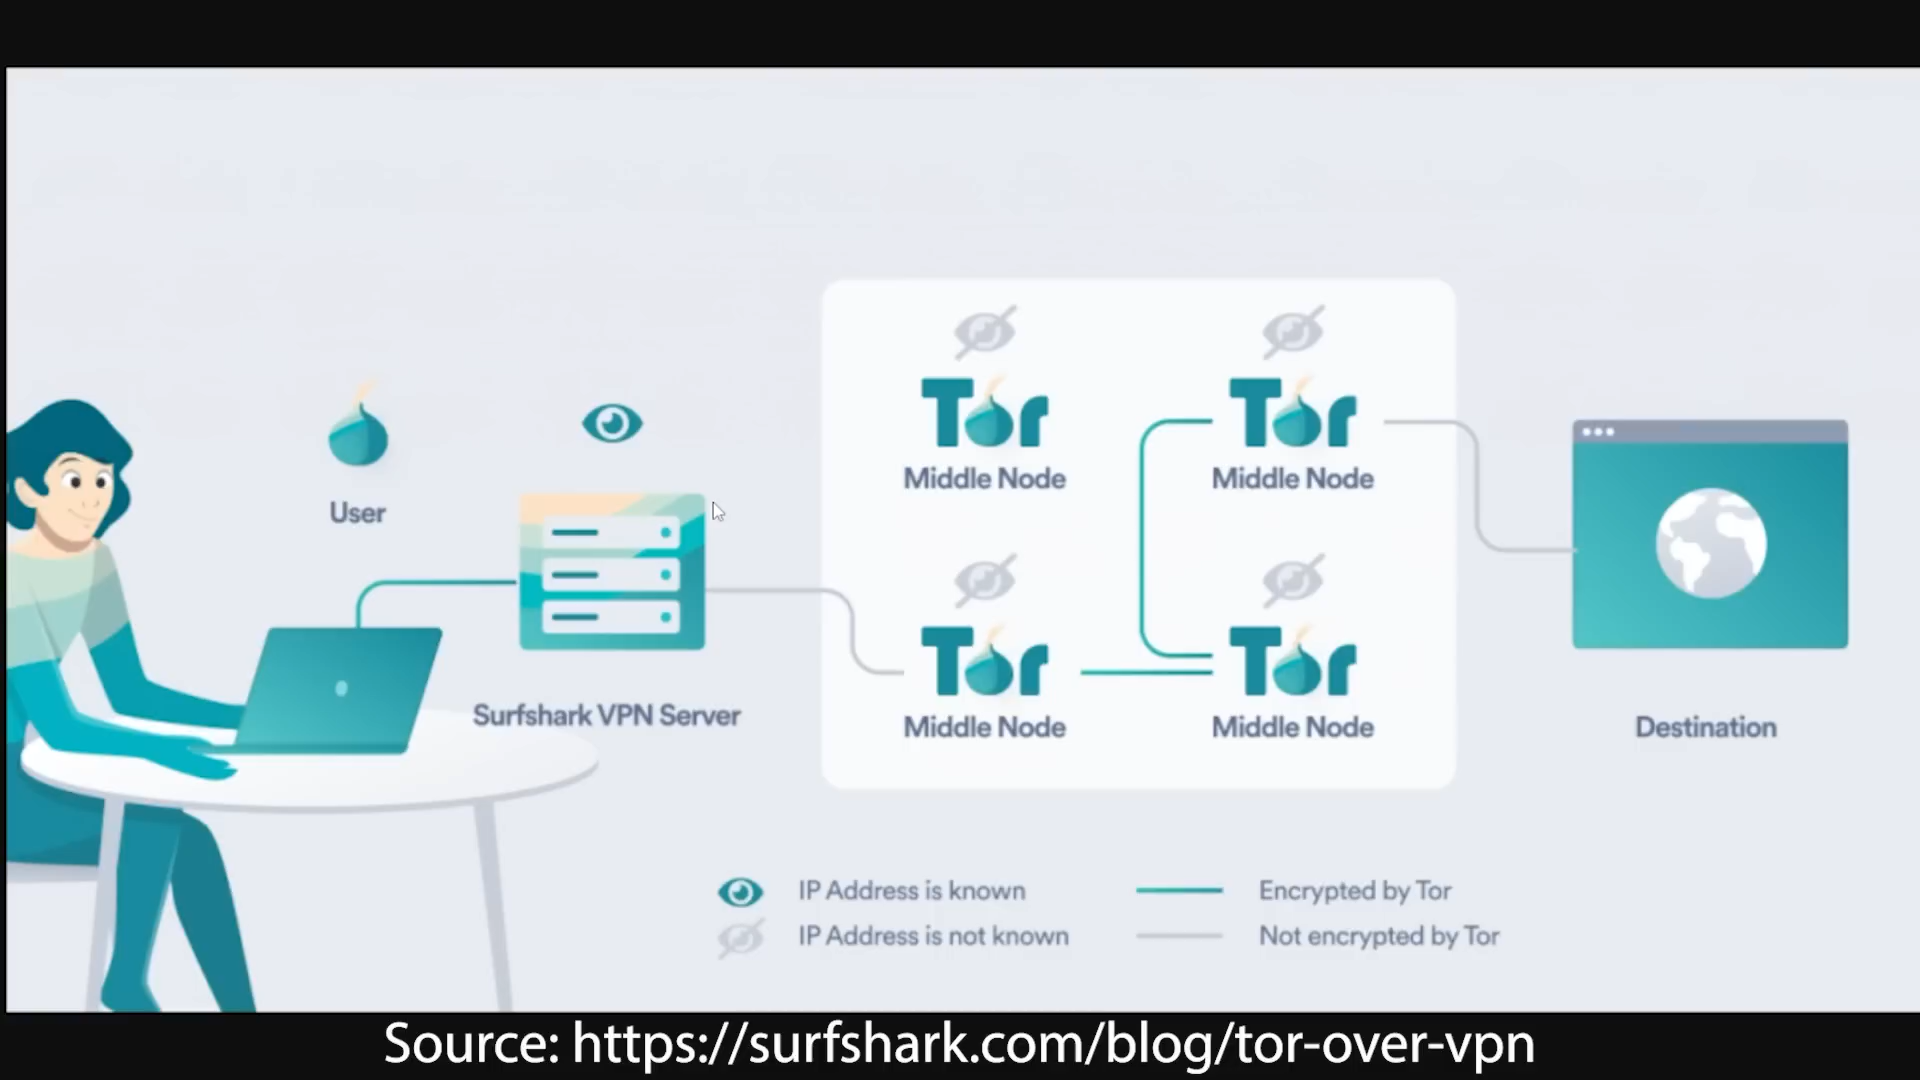 Tor
Middle Node
Tor
Middle Node
User
Tor
Middle Node
Tor
Middle Node
Surfshark VPN Server
Destination
IP Address is known
Encrypted by Tor
IP Address is not known
Not encrypted by Tor
Source: https://surfshark.com/blog/tor-over-vpn